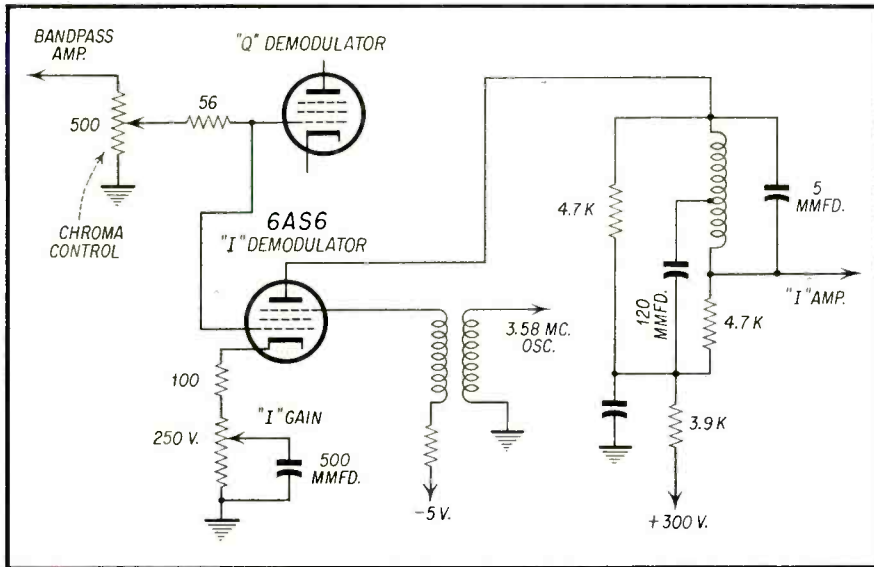 BANDPASS
AMP.
"Q" DEMODULATOR
56
500
CHROMA
CONTROL
6AS6
"I" DEMODULATOR
4.7 K
5
MMFD.
120
MMFD.
"I" AMP.
4.7 K
3.58 MC.
OSC.
100
"I" GAIN
250 V.
500
MMFD.
3.9 K
-5 V.
+300 V.